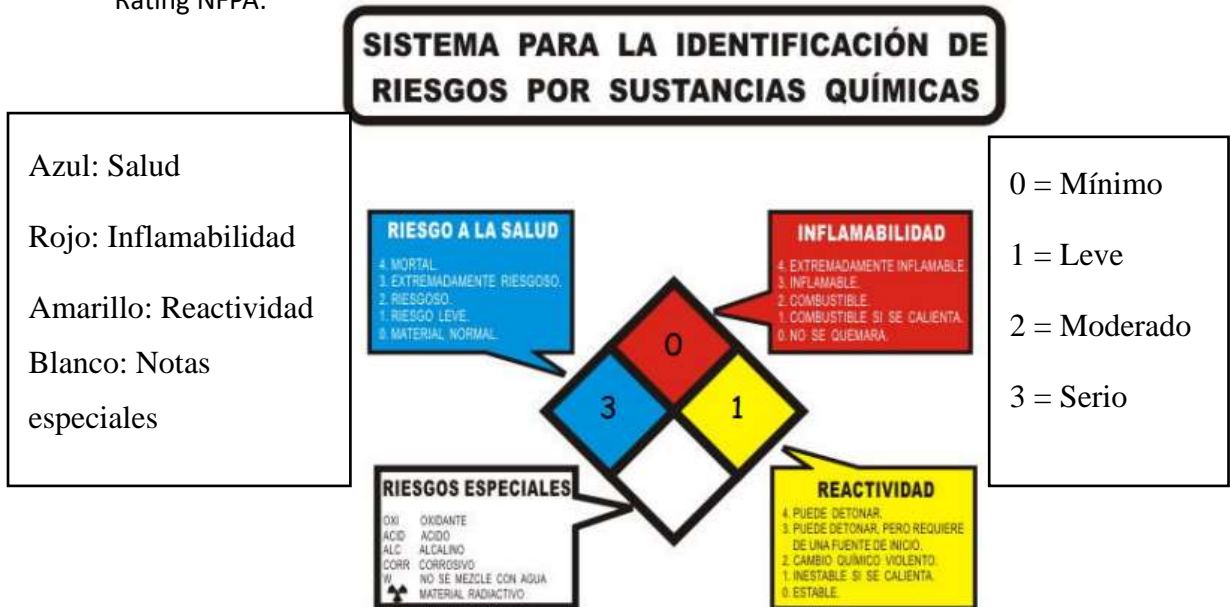 Rating NFPA:
SISTEMA PARA LA IDENTIFICACIÓN DE
RIESGOS POR SUSTANCIAS QUÍMICAS
Azul: Salud
Rojo: Inflamabilidad
Amarillo: Reactividad
Blanco: Notas
especiales
RIESGO A LA SALUD
4. MORTAL.
3. EXTREMADAMENTE RIESGOSO.
2. RIESGOSO.
1. RIESGO LEVE.
0. MATERIAL NORMAL.
INFLAMABILIDAD
4. EXTREMADAMENTE INFLAMABLE.
3. INFLAMABLE.
2. COMBUSTIBLE.
1. COMBUSTIBLE SI SE CALIENTA.
0. NO SE QUEMARA.
0
3
1
RIESGOS ESPECIALES
OXI OXIDANTE
ACID ACIDO
ALC ALCALINO
CORR CORROSIVO
W NO SE MEZCLE CON AGUA
MATERIAL RADIACTIVO
REACTIVIDAD
4. PUEDE DETONAR.
3. PUEDE DETONAR, PERO REQUIERE
DE UNA FUENTE DE INICIO.
2. CAMBIO QUÍMICO VIOLENTO.
1. INESTABLE SI SE CALIENTA.
0. ESTABLE.
0 = Mínimo
1 = Leve
2 = Moderado
3 = Serio